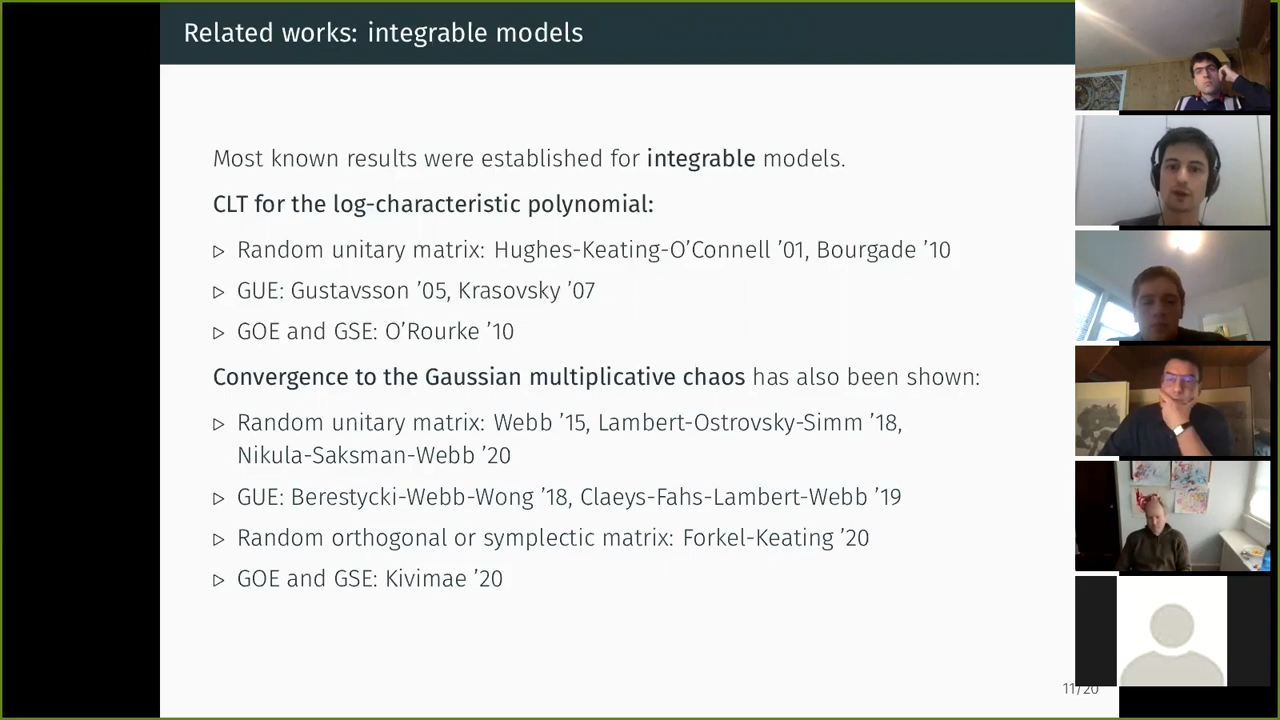 Related works: integrable models
Most known results were established for integrable models.
CLT for the log-characteristic polynomial:
▷ Random unitary matrix: Hughes-Keating-O'Connell '01, Bourgade '10
▷ GUE: Gustavsson '05, Krasovsky '07
▷ GOE and GSE: O'Rourke '10
Convergence to the Gaussian multiplicative chaos has also been shown:
▷ Random unitary matrix: Webb '15, Lambert-Ostrovsky-Simm '18,
Nikula-Saksman-Webb '20
▷ GUE: Berestycki-Webb-Wong '18, Claeys-Fahs-Lambert-Webb '19
▷ Random orthogonal or symplectic matrix: Forkel-Keating '20
▷ GOE and GSE: Kivimae '20
11/20